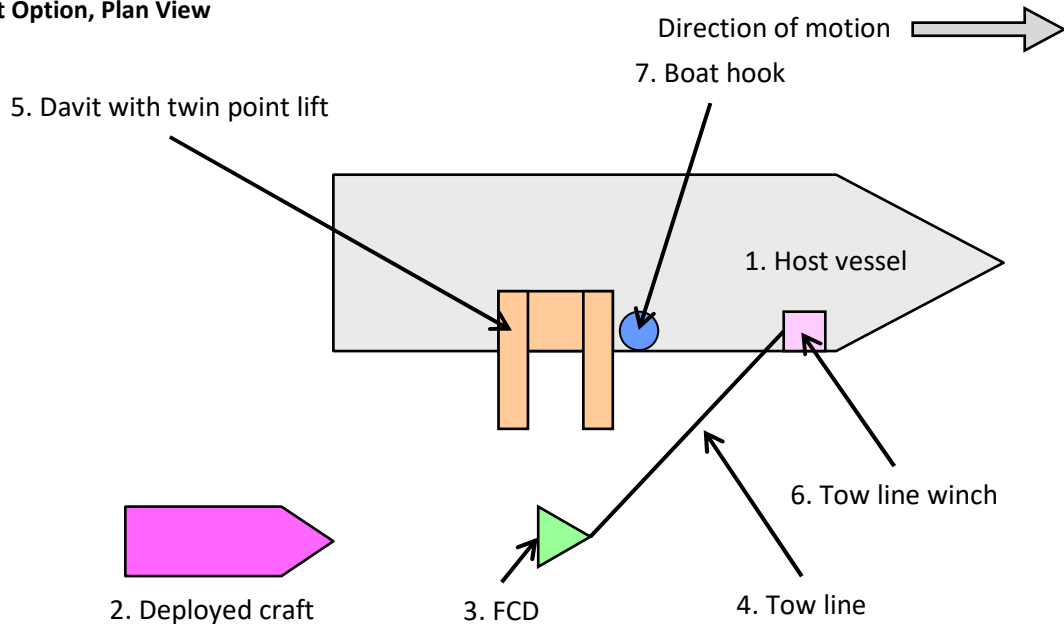 t Option, Plan View
Direction of motion
7. Boat hook
5. Davit with twin point lift
1. Host vessel
6. Tow line winch
2. Deployed craft
3. FCD
4. Tow line